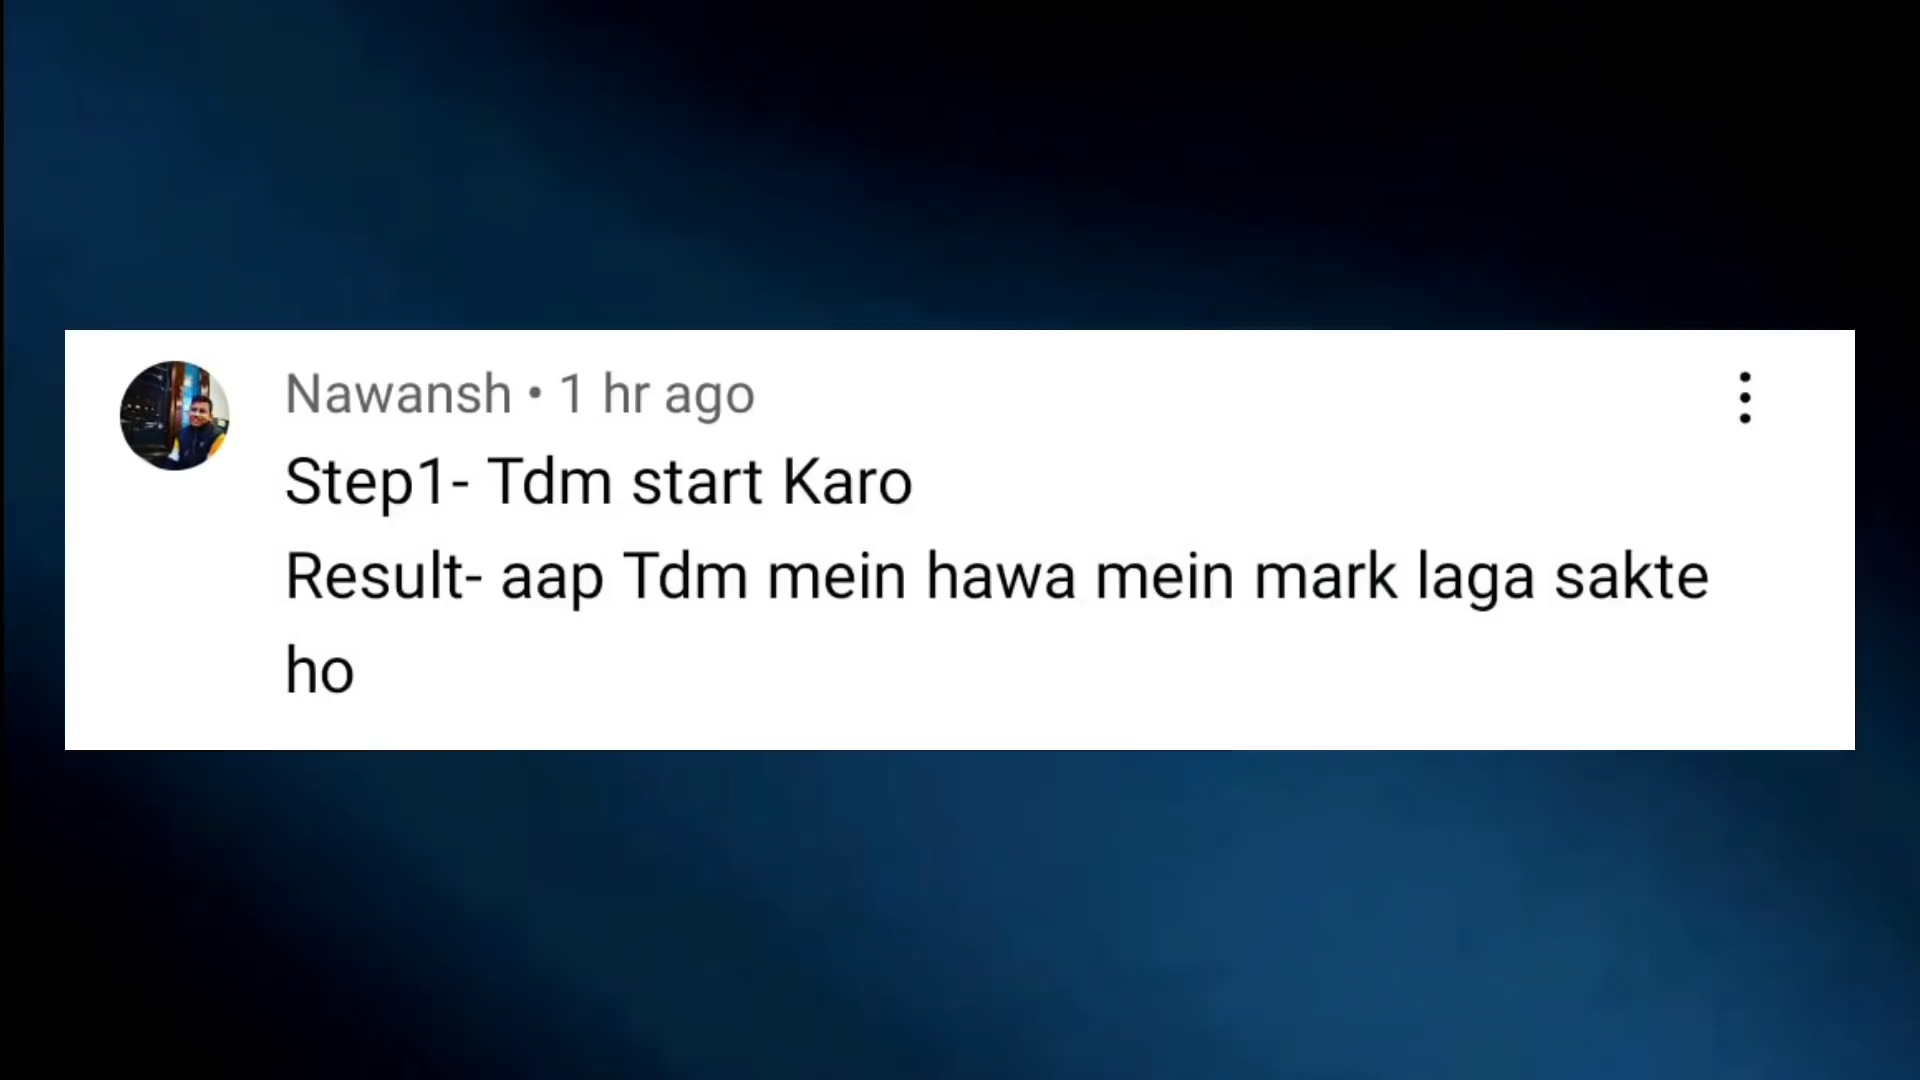 Nawansh • 1 hr ago
Step1- Tdm start Karo
Result- aap Tdm mein hawa mein mark laga sakte
ho